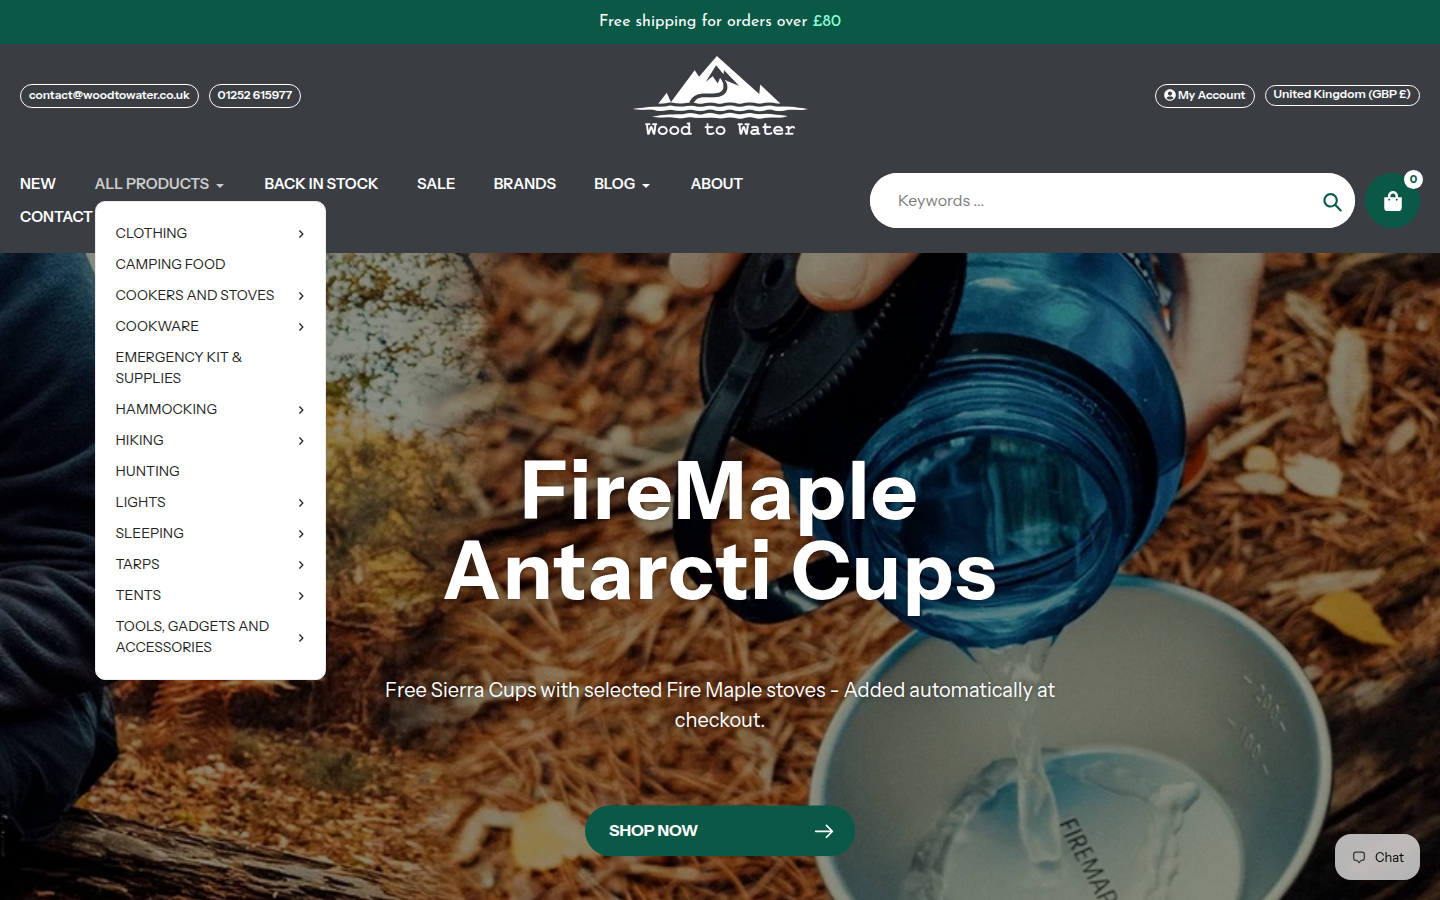 Free shipping for orders over £80
contact@woodtowater.co.uk
01252 615977
Wood to Water
My Account
United Kingdom (GBP £)
NEW
ALL PRODUCTS
BACK IN STOCK
SALE
BRANDS
BLOG
ABOUT
CONTACT
Keywords ...
0
CLOTHING
CAMPING FOOD
COOKERS AND STOVES
COOKWARE
EMERGENCY KIT &
SUPPLIES
HAMMOCKING
HIKING
HUNTING
LIGHTS
SLEEPING
TARPS
TENTS
TOOLS, GADGETS AND
ACCESSORIES
FireMaple
Antarcti Cups
Free Sierra Cups with selected Fire Maple stoves - Added automatically at
checkout.
SHOP NOW
-200-
-100-
FIREMAP
Chat